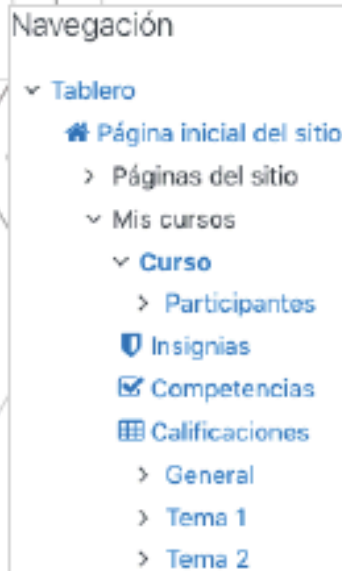 Navegación
Tablero
Página inicial del sitio
Páginas del sitio
Mis cursos
Curso
Participantes
Insignias
Competencias
Calificaciones
General
Tema 1
Tema 2